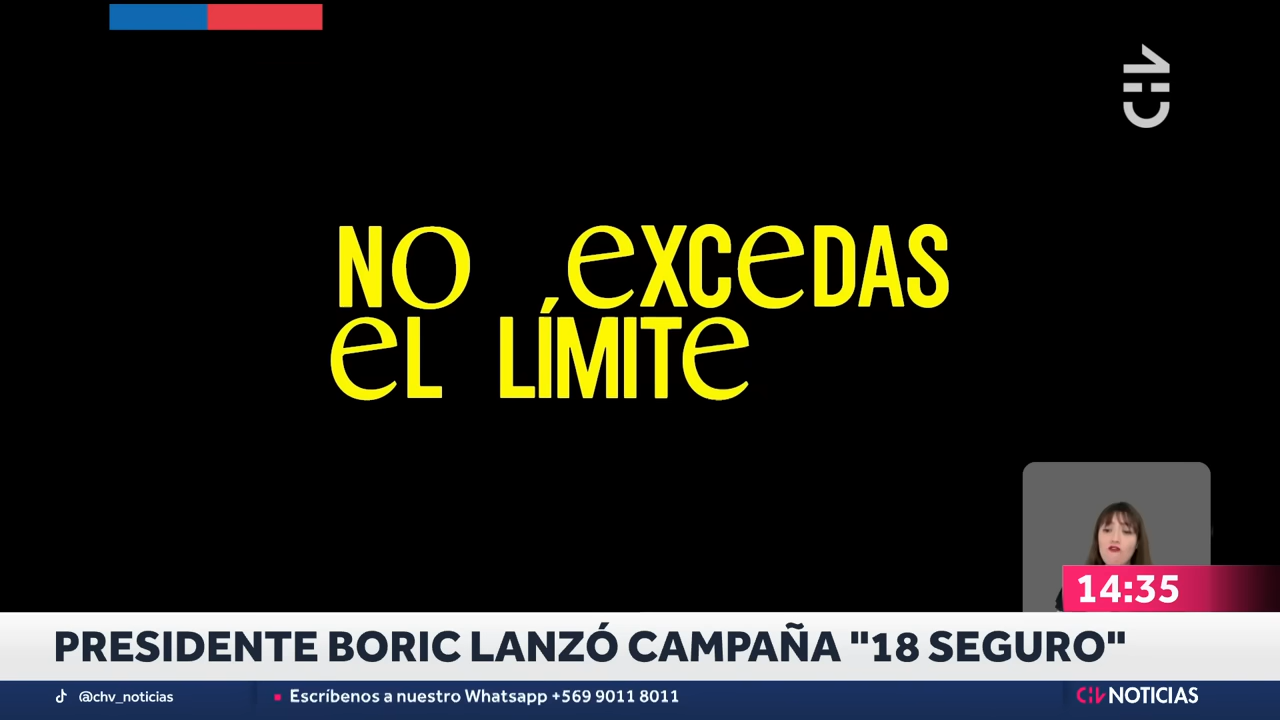 CHV
NO EXCEDAS
EL LÍMITE
14:35
PRESIDENTE BORIC LANZÓ CAMPAÑA "18 SEGURO"
@chv_noticias
Escríbenos a nuestro Whatsapp +569 9011 8011
CHV NOTICIAS